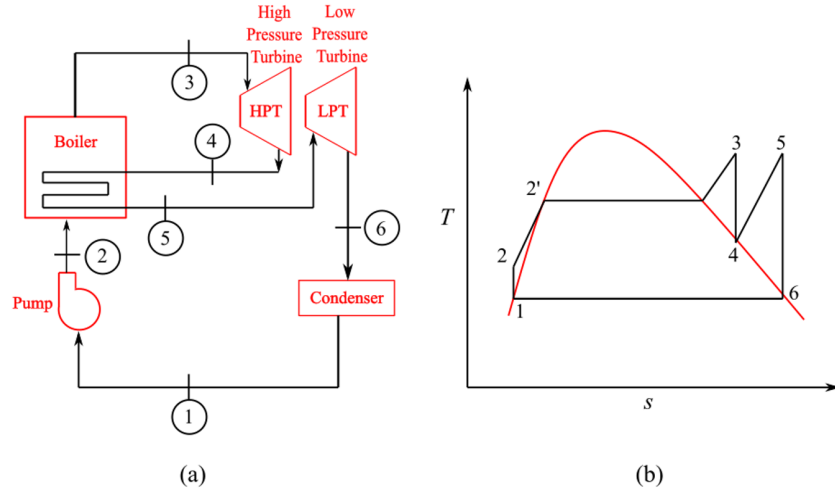 High
Pressure
Turbine
Low
Pressure
Turbine
3
HPT
LPT
Boiler
4
5
6
2
Pump
Condenser
1
(a)
T
3
5
2'
2
4
6
1
s
(b)